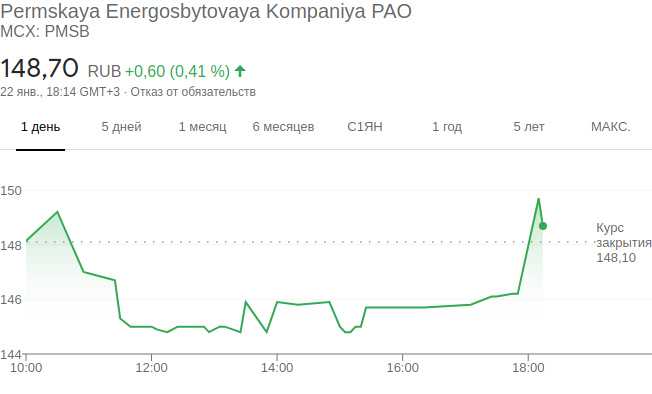 Permskaya Energosbytovaya Kompaniya PAO
MCX: PMSB
148,70 RUB +0,60 (0,41 %)
22 янв., 18:14 GMT+3 · Отказ от обязательств
1 день 5 дней 1 месяц 6 месяцев С1ЯН 1 год 5 лет МАКС.
150
148
146
144
Курс
закрытия
148,10
10:00 12:00 14:00 16:00 18:00